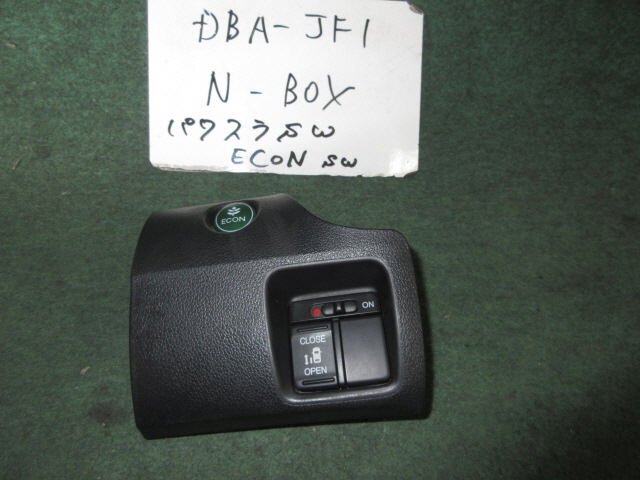 DBA-JF1
N-BOX
パワスラSW
ECON SW
ECON
ON
CLOSE
OPEN